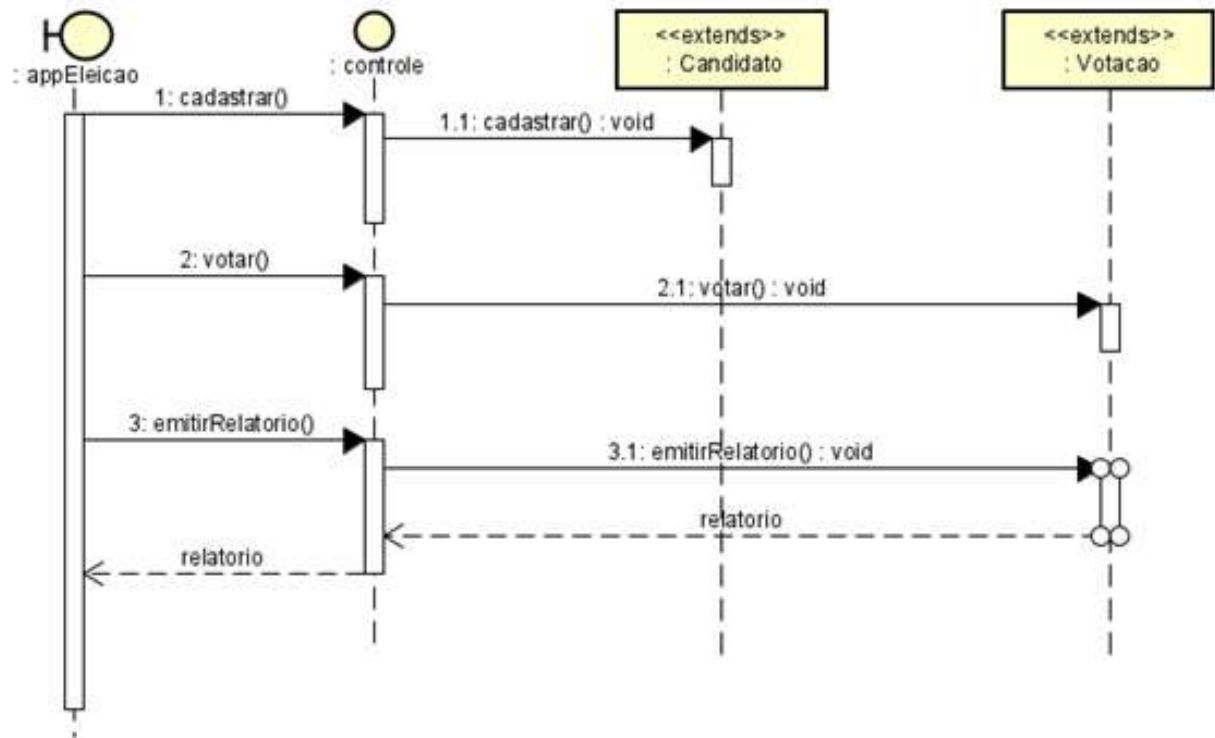 <<extends>>
: Candidato
<<extends>>
: Votacao
: appEleicao
: controle
1: cadastrar()
1.1: cadastrar() : void
2: votar()
2.1: votar() : void
3: emitirRelatorio()
3.1: emitirRelatorio() : void
relatorio
relatorio